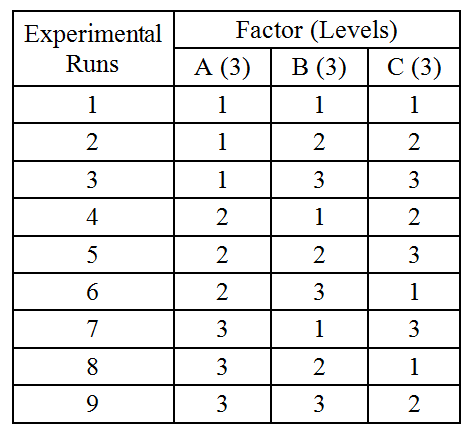 Experimental Runs Factor (Levels)
A (3) B (3) C (3)
1 1 1 1
2 1 2 2
3 1 3 3
4 2 1 2
5 2 2 3
6 2 3 1
7 3 1 3
8 3 2 1
9 3 3 2